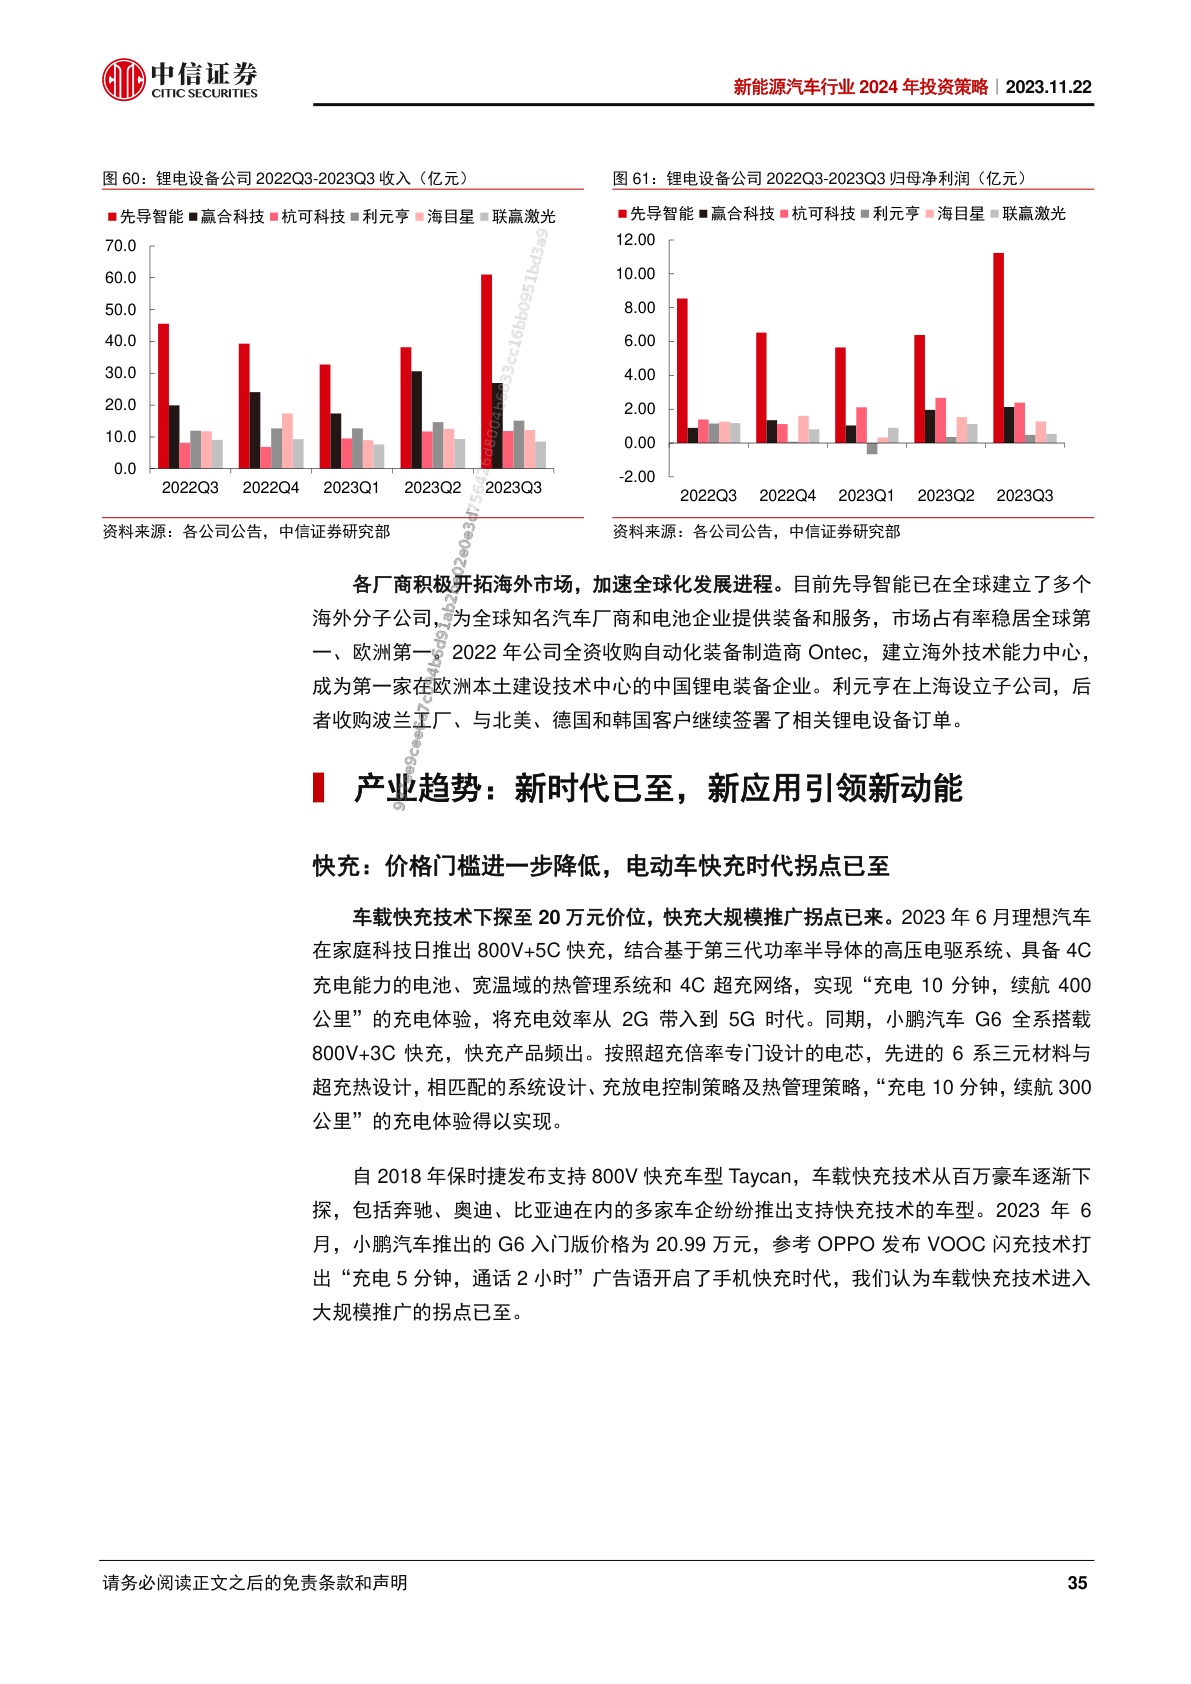 中信证券
CITIC SECURITIES
新能源汽车行业 2024 年投资策略｜2023.11.22
图 60：锂电设备公司 2022Q3-2023Q3 收入（亿元）
先导智能 赢合科技 杭可科技 利元亨 海目星 联赢激光
70.0
60.0
50.0
40.0
30.0
20.0
10.0
0.0
2022Q3 2022Q4 2023Q1 2023Q2 2023Q3
资料来源：各公司公告，中信证券研究部
图 61：锂电设备公司 2022Q3-2023Q3 归母净利润（亿元）
先导智能 赢合科技 杭可科技 利元亨 海目星 联赢激光
12.00
10.00
8.00
6.00
4.00
2.00
0.00
-2.00
2022Q3 2022Q4 2023Q1 2023Q2 2023Q3
资料来源：各公司公告，中信证券研究部
各厂商积极开拓海外市场，加速全球化发展进程。目前先导智能已在全球建立了多个
海外分子公司，为全球知名汽车厂商和电池企业提供装备和服务，市场占有率稳居全球第
一、欧洲第一。2022 年公司全资收购自动化装备制造商 Ontec，建立海外技术能力中心，
成为第一家在欧洲本土建设技术中心的中国锂电装备企业。利元亨在上海设立子公司，后
者收购波兰工厂、与北美、德国和韩国客户继续签署了相关锂电设备订单。
产业趋势：新时代已至，新应用引领新动能
快充：价格门槛进一步降低，电动车快充时代拐点已至
车载快充技术下探至 20 万元价位，快充大规模推广拐点已来。2023 年 6 月理想汽车
在家庭科技日推出 800V+5C 快充，结合基于第三代功率半导体的高压电驱系统、具备 4C
充电能力的电池、宽温域的热管理系统和 4C 超充网络，实现“充电 10 分钟，续航 400
公里”的充电体验，将充电效率从 2G 带入到 5G 时代。同期，小鹏汽车 G6 全系搭载
800V+3C 快充，快充产品频出。按照超充倍率专门设计的电芯，先进的 6 系三元材料与
超充热设计，相匹配的系统设计、充放电控制策略及热管理策略，“充电 10 分钟，续航 300
公里”的充电体验得以实现。
自 2018 年保时捷发布支持 800V 快充车型 Taycan，车载快充技术从百万豪车逐渐下
探，包括奔驰、奥迪、比亚迪在内的多家车企纷纷推出支持快充技术的车型。2023 年 6
月，小鹏汽车推出的 G6 入门版价格为 20.99 万元，参考 OPPO 发布 VOOC 闪充技术打
出“充电 5 分钟，通话 2 小时”广告语开启了手机快充时代，我们认为车载快充技术进入
大规模推广的拐点已至。
请务必阅读正文之后的免责条款和声明
35